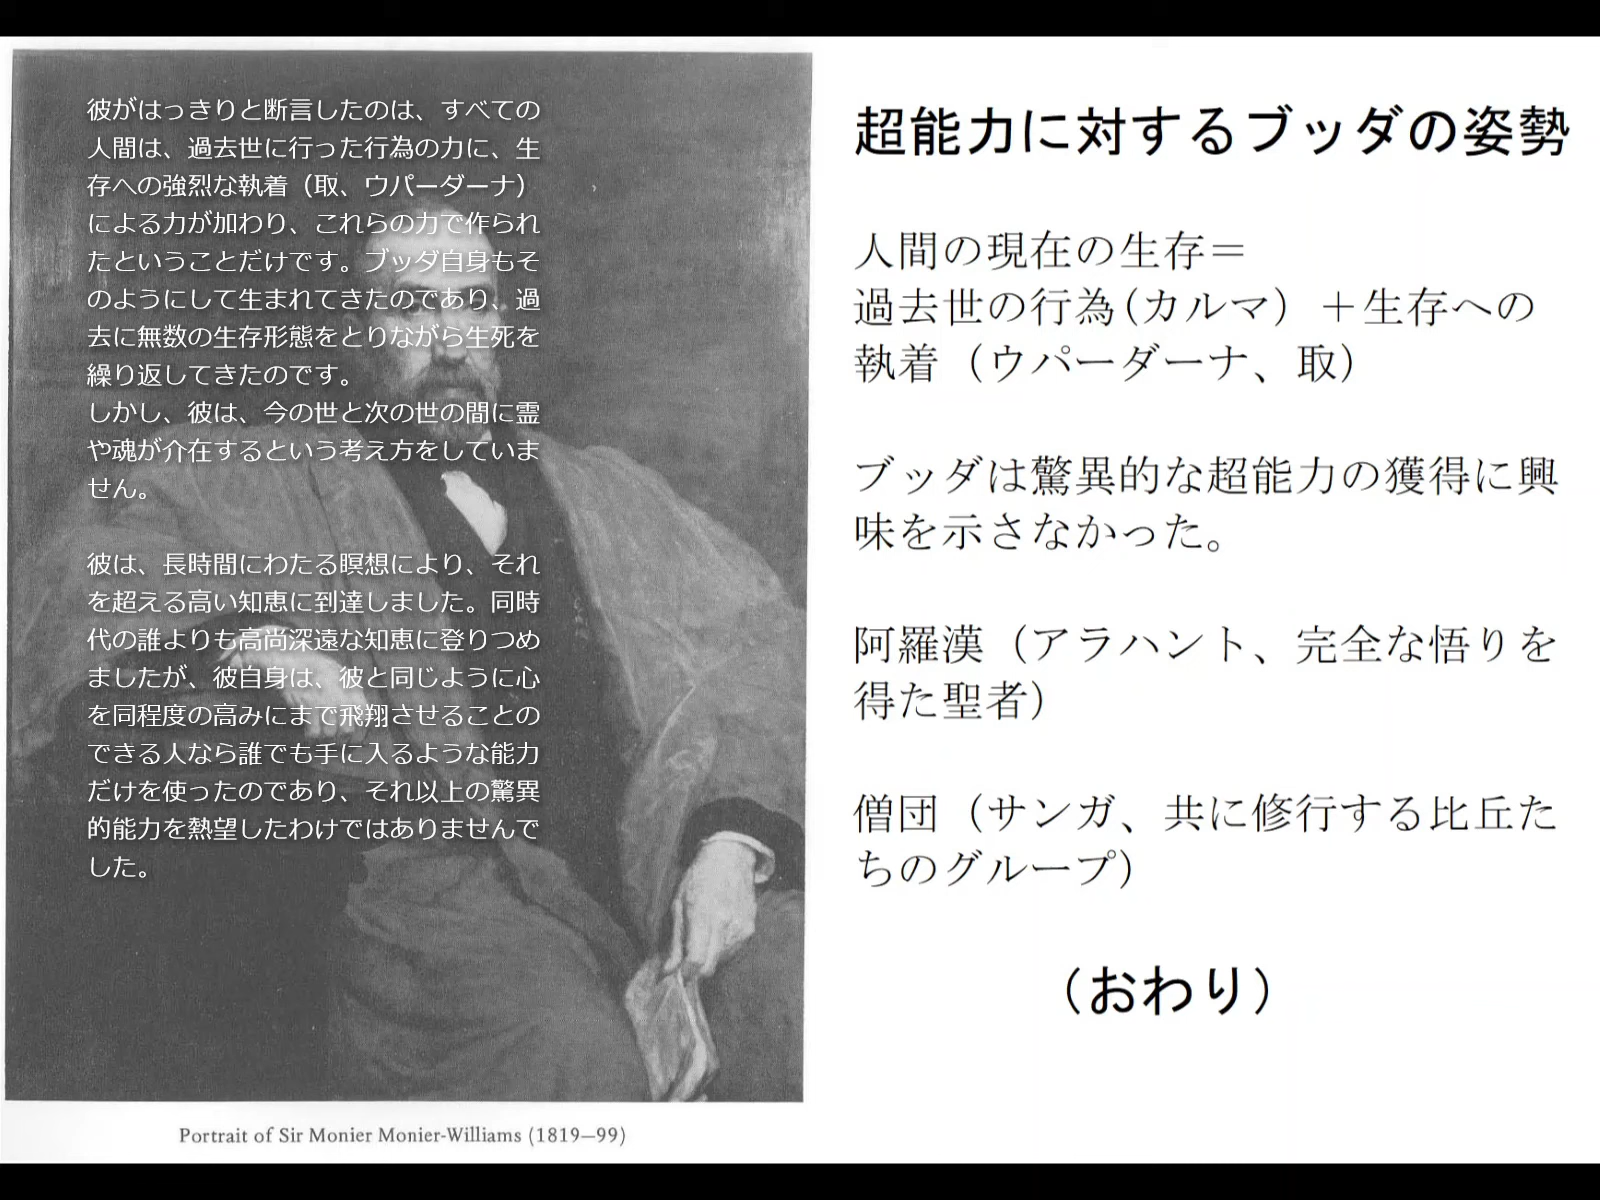 彼がはっきりと断言したのは、すべての
人間は、過去世に行った行為の力に、生
存への強烈な執着（取、ウパーダーナ）
による力が加わり、これらの力で作られ
たということだけです。ブッダ自身もそ
のようにして生まれてきたのであり、過
去に無数の生存形態をとりながら生死を
繰り返してきたのです。
しかし、彼は、今の世と次の世の間に霊
や魂が介在するという考え方をしていま
せん。
彼は、長時間にわたる瞑想により、それ
を超える高い知恵に到達しました。同時
代の誰よりも高尚深遠な知恵に登りつめ
ましたが、彼自身は、彼と同じように心
を同程度の高みにまで飛翔させることの
できる人なら誰でも手に入るような能力
だけを使ったのであり、それ以上の驚異
的能力を熱望したわけではありませんで
した。
Portrait of Sir Monier Monier-Williams (1819–99)
超能力に対するブッダの姿勢
人間の現在の生存＝
過去世の行為(カルマ）＋生存への
執着（ウパーダーナ、取）
ブッダは驚異的な超能力の獲得に興
味を示さなかった。
阿羅漢（アラハント、完全な悟りを
得た聖者）
僧団（サンガ、共に修行する比丘た
ちのグループ）
（おわり）